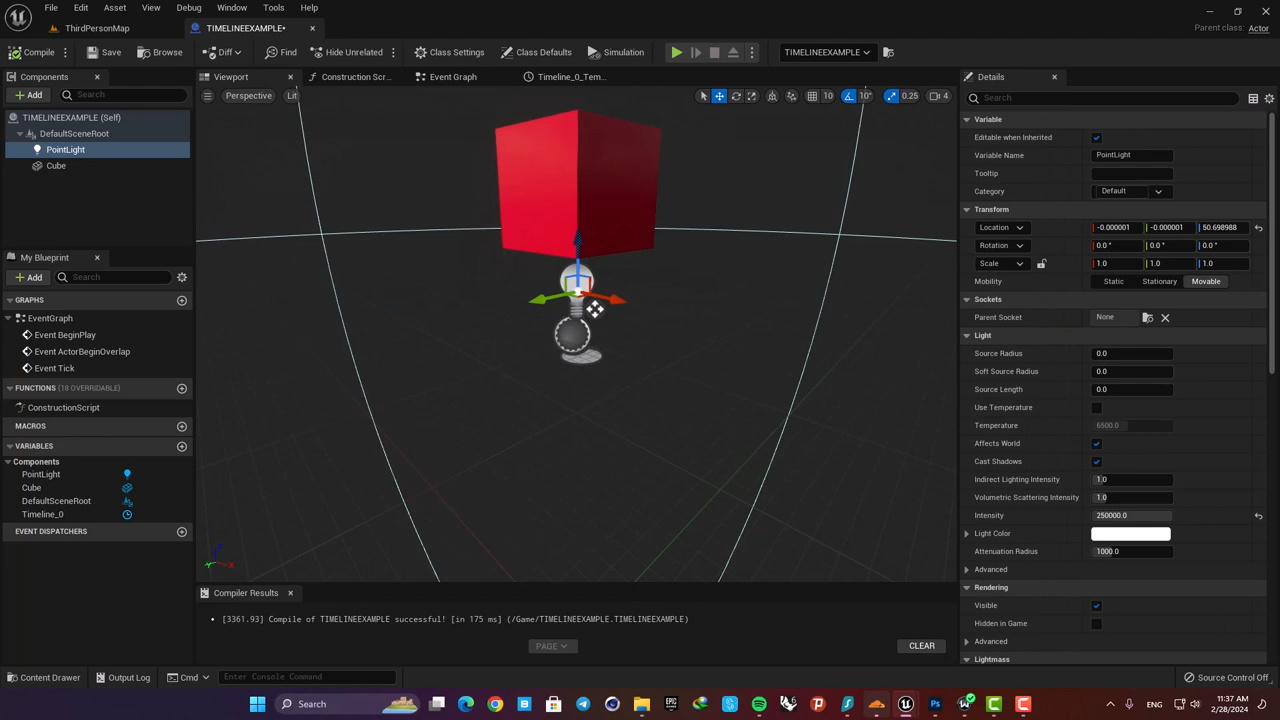 File Edit Asset View Debug Window Tools Help
Parent class: Actor
ThirdPersonMap
TIMELINEEXAMPLE*
Compile Save Browse Diff Find Hide Unrelated Class Settings Class Defaults Simulation TIMELINEEXAMPLE
Components
Add Search
TIMELINEEXAMPLE (Self)
DefaultSceneRoot
PointLight
Cube
My Blueprint
Add Search
GRAPHS
EventGraph
Event BeginPlay
Event ActorBeginOverlap
Event Tick
FUNCTIONS (18 OVERRIDABLE)
ConstructionScript
MACROS
VARIABLES
Components
PointLight
Cube
DefaultSceneRoot
Timeline_0
EVENT DISPATCHERS
Viewport Construction Scr... Event Graph Timeline_0_Tem...
Perspective Lit 10 10° 0.25 4
Compiler Results
[3361.93] Compile of TIMELINEEXAMPLE successful! [in 175 ms] (/Game/TIMELINEEXAMPLE.TIMELINEEXAMPLE)
PAGE
CLEAR
Details
Search
Variable
Editable when Inherited
Variable Name PointLight
Tooltip
Category Default
Transform
Location -0.000001 -0.000001 50.698988
Rotation 0.0 ° 0.0 ° 0.0 °
Scale 1.0 1.0 1.0
Mobility Static Stationary Movable
Sockets
Parent Socket None
Light
Source Radius 0.0
Soft Source Radius 0.0
Source Length 0.0
Use Temperature
Temperature 6500.0
Affects World
Cast Shadows
Indirect Lighting Intensity 1.0
Volumetric Scattering Intensity 1.0
Intensity 250000.0
Light Color
Attenuation Radius 1000.0
Advanced
Rendering
Visible
Hidden in Game
Advanced
Lightmass
Content Drawer Output Log Cmd Enter Console Command Source Control Off
Search
ENG
11:37 AM
2/28/2024